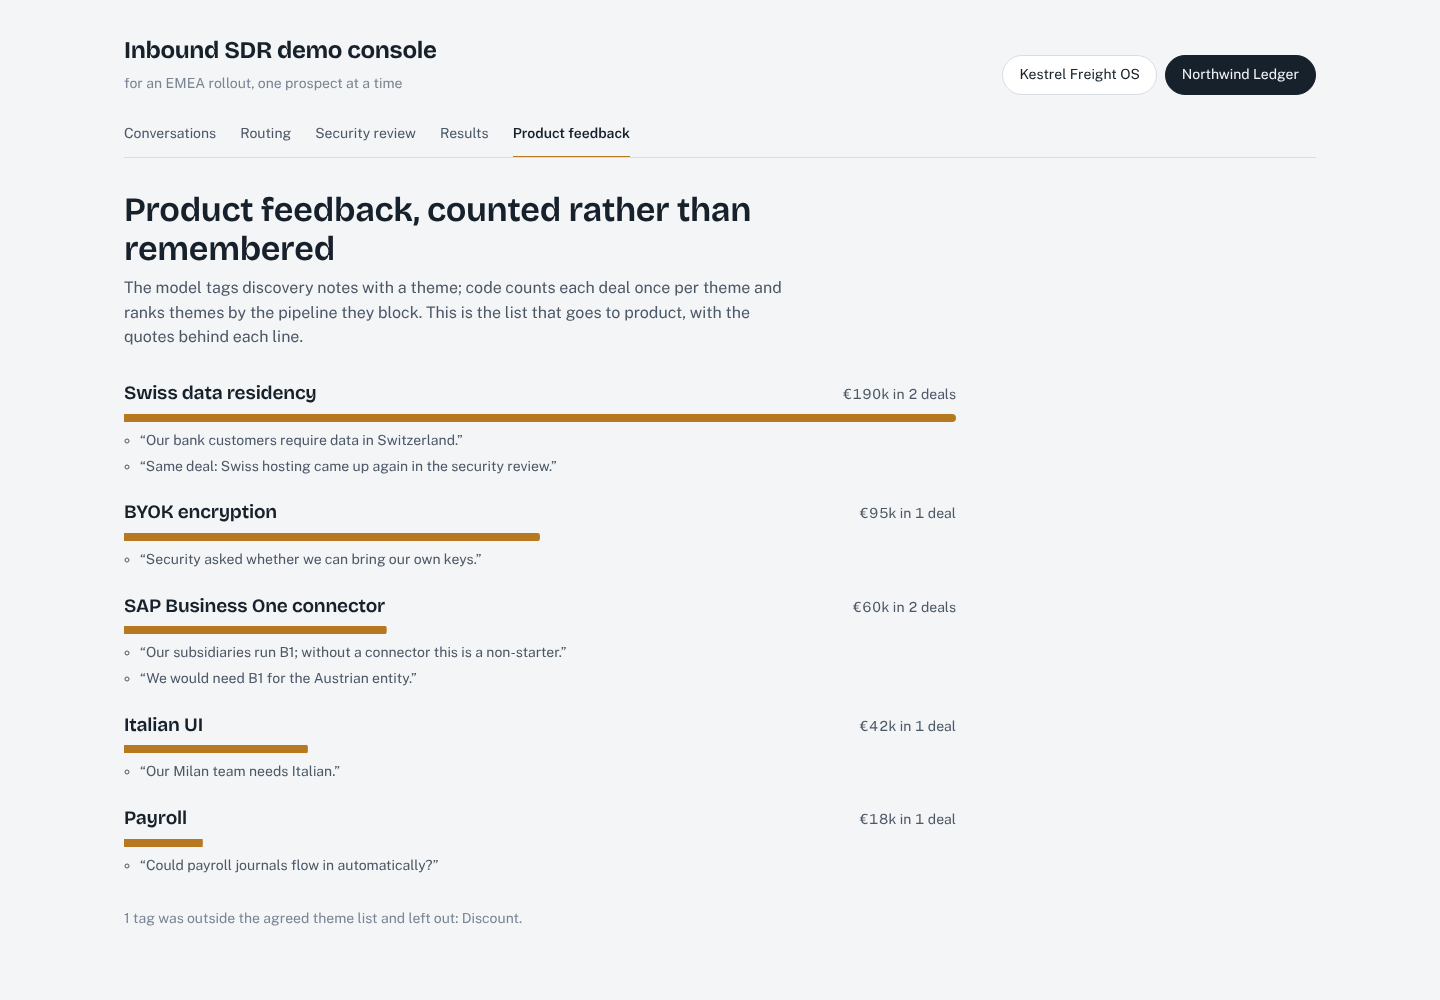 Inbound SDR demo console
for an EMEA rollout, one prospect at a time
Kestrel Freight OS
Northwind Ledger
Conversations
Routing
Security review
Results
Product feedback
Product feedback, counted rather than
remembered
The model tags discovery notes with a theme; code counts each deal once per theme and
ranks themes by the pipeline they block. This is the list that goes to product, with the
quotes behind each line.
Swiss data residency
€190k in 2 deals
“Our bank customers require data in Switzerland.”
“Same deal: Swiss hosting came up again in the security review.”
BYOK encryption
€95k in 1 deal
“Security asked whether we can bring our own keys.”
SAP Business One connector
€60k in 2 deals
“Our subsidiaries run B1; without a connector this is a non-starter.”
“We would need B1 for the Austrian entity.”
Italian UI
€42k in 1 deal
“Our Milan team needs Italian.”
Payroll
€18k in 1 deal
“Could payroll journals flow in automatically?”
1 tag was outside the agreed theme list and left out: Discount.